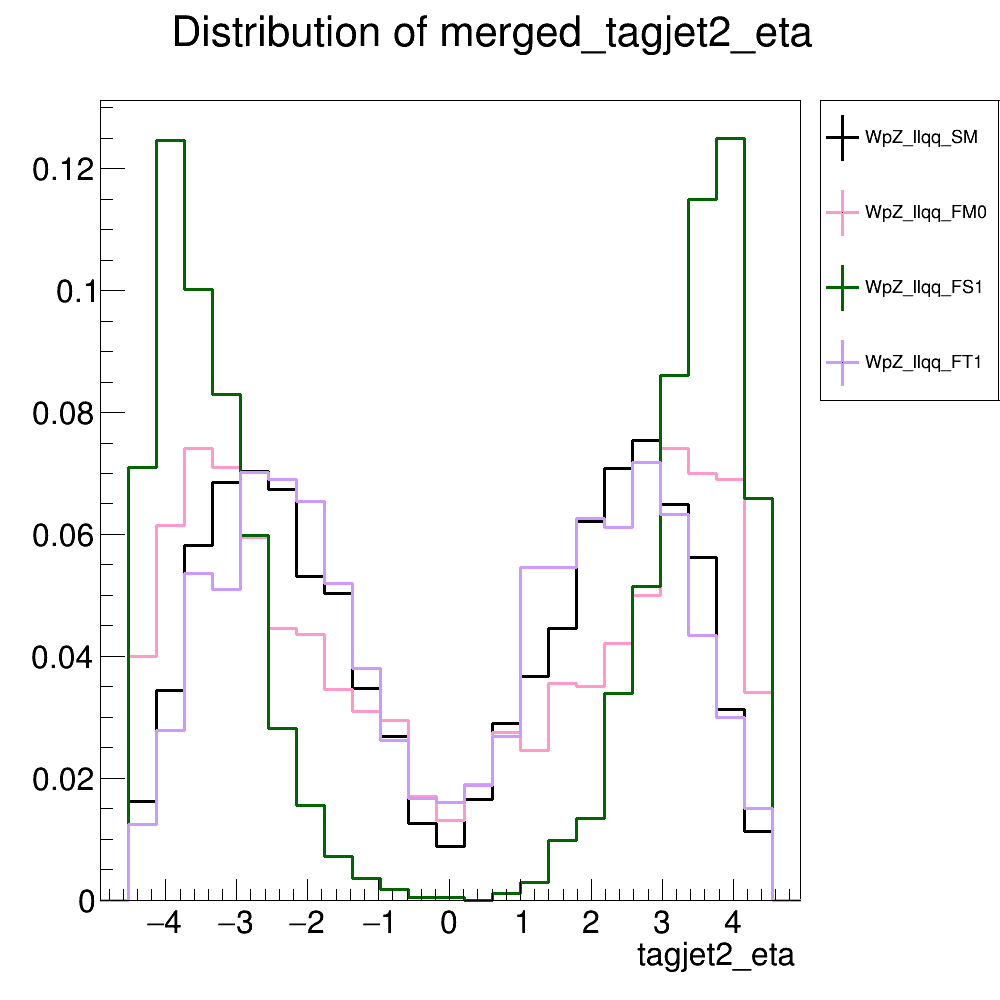 Distribution of merged_tagjet2_eta
WpZ_llqq_SM
WpZ_llqq_FM0
WpZ_llqq_FS1
WpZ_llqq_FT1
0.12
0.1
0.08
0.06
0.04
0.02
0
−4 −3 −2 −1 0 1 2 3 4
tagjet2_eta